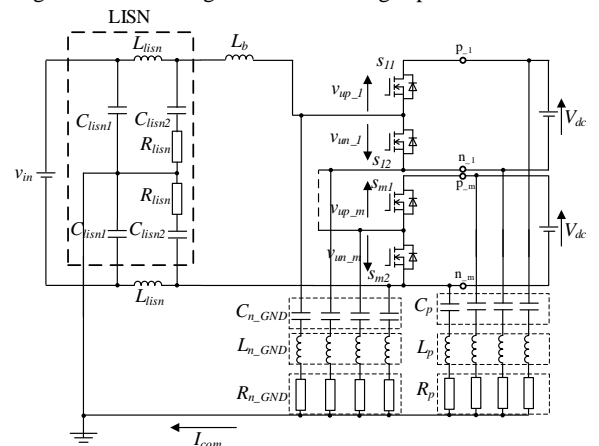 LISN
L_lisn
L_b
p_1
s_11
v_up_1
C_lisn1
C_lisn2
V_dc
R_lisn
v_un_1
s_12
n_1
v_in
s_m1
p_m
R_lisn
v_up_m
C_lisn1
C_lisn2
V_dc
v_un_m
s_m2
n_m
L_lisn
C_n_GND
C_p
L_n_GND
L_p
R_n_GND
R_p
I_com